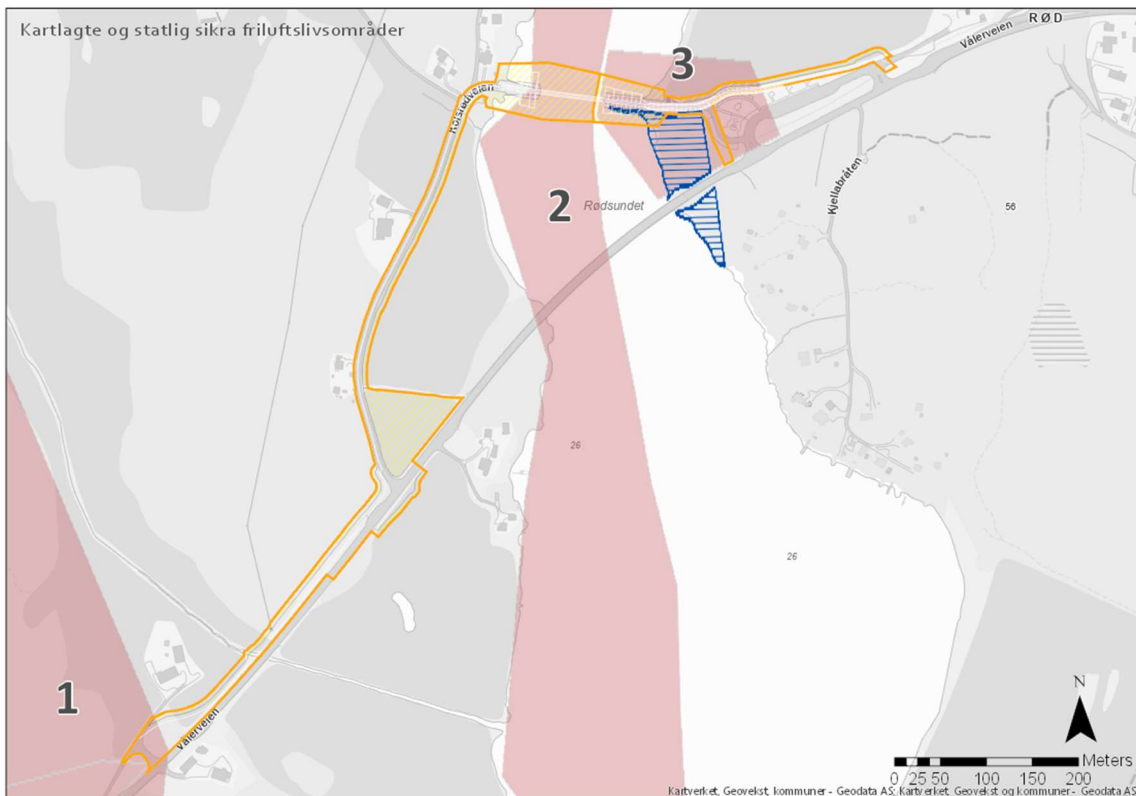 Kartlagte og statlig sikra friluftslivsområder
RØD
Vålerveien
3
Korsrødveien
2
Rødsundet
Kjellabråten
56
26
26
1
Vålerveien
N
Meters
0 25 50 100 150 200
Kartverket, Geovekst, kommuner - Geodata AS; Kartverket, Geovekst og kommuner - Geodata AS